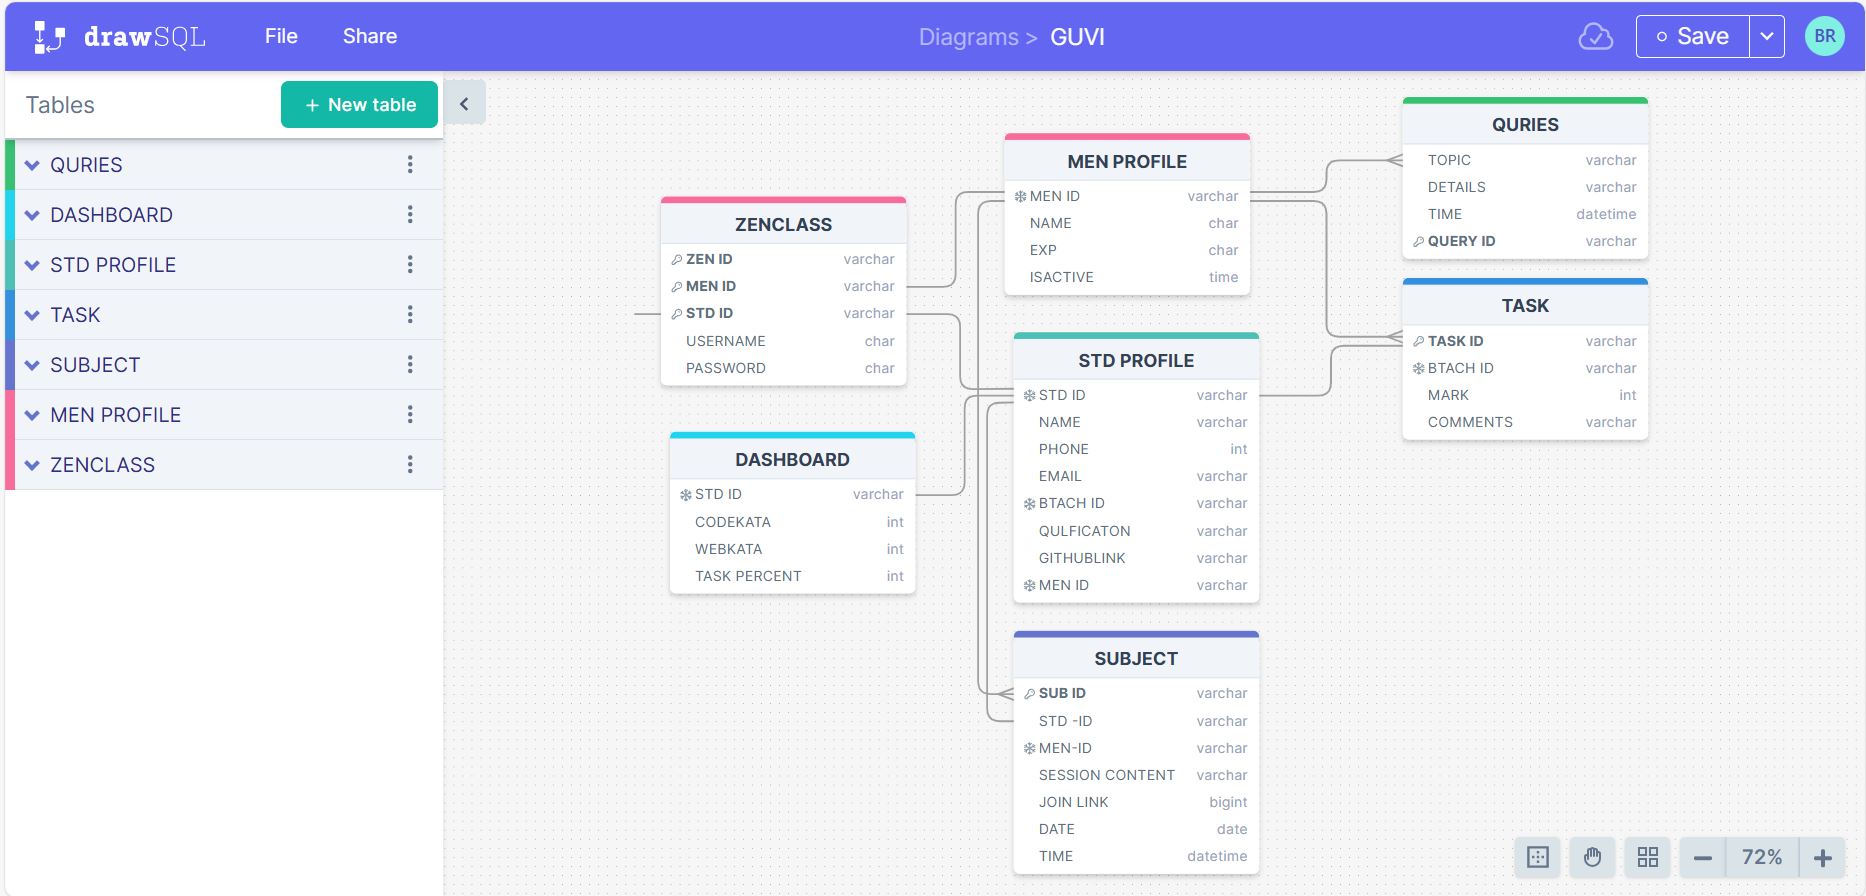 drawSQL File Share Diagrams > GUVI Save BR
Tables + New table
QURIES
DASHBOARD
STD PROFILE
TASK
SUBJECT
MEN PROFILE
ZENCLASS
ZENCLASS
ZEN ID varchar
MEN ID varchar
STD ID varchar
USERNAME char
PASSWORD char
DASHBOARD
STD ID varchar
CODEKATA int
WEBKATA int
TASK PERCENT int
MEN PROFILE
MEN ID varchar
NAME char
EXP char
ISACTIVE time
STD PROFILE
STD ID varchar
NAME varchar
PHONE int
EMAIL varchar
BTACH ID varchar
QULFICATON varchar
GITHUBLINK varchar
MEN ID varchar
SUBJECT
SUB ID varchar
STD -ID varchar
MEN-ID varchar
SESSION CONTENT varchar
JOIN LINK bigint
DATE date
TIME datetime
QURIES
TOPIC varchar
DETAILS varchar
TIME datetime
QUERY ID varchar
TASK
TASK ID varchar
BTACH ID varchar
MARK int
COMMENTS varchar
72%